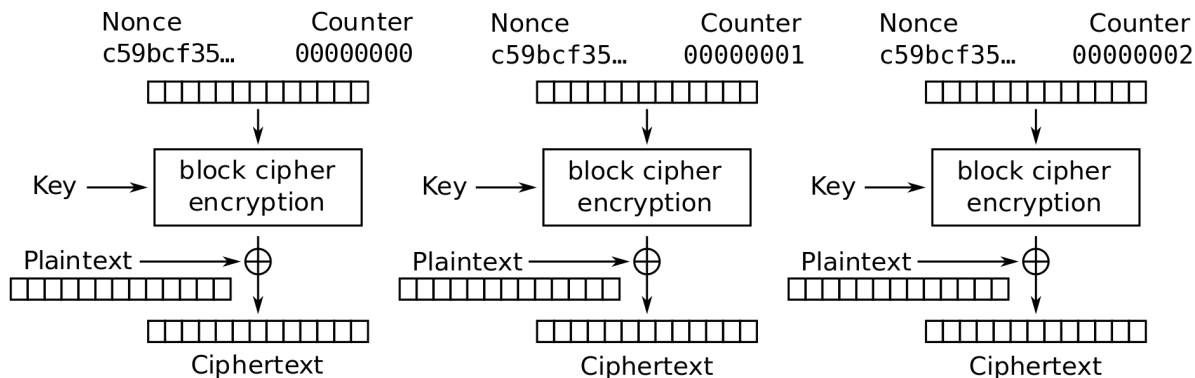 Nonce Counter Nonce Counter Nonce Counter
c59bcf35… 00000000 c59bcf35… 00000001 c59bcf35… 00000002
block cipher block cipher block cipher
Key encryption Key encryption Key encryption
Plaintext Plaintext Plaintext
Ciphertext Ciphertext Ciphertext